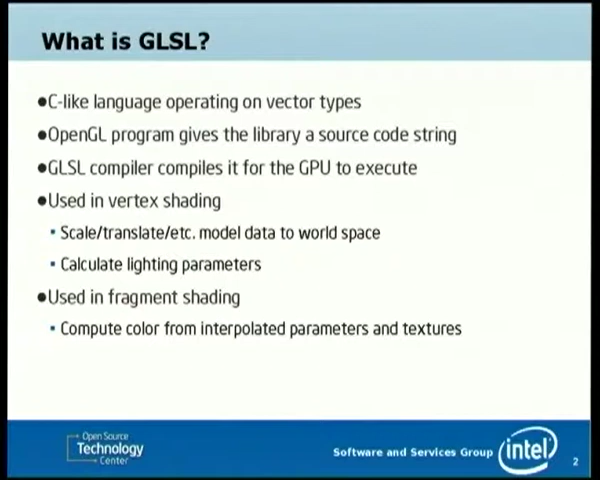 What is GLSL?
●C-like language operating on vector types
●OpenGL program gives the library a source code string
●GLSL compiler compiles it for the GPU to execute
●Used in vertex shading
▪ Scale/translate/etc. model data to world space
▪ Calculate lighting parameters
●Used in fragment shading
▪ Compute color from interpolated parameters and textures
Open Source
Technology
Center
Software and Services Group
intel
2